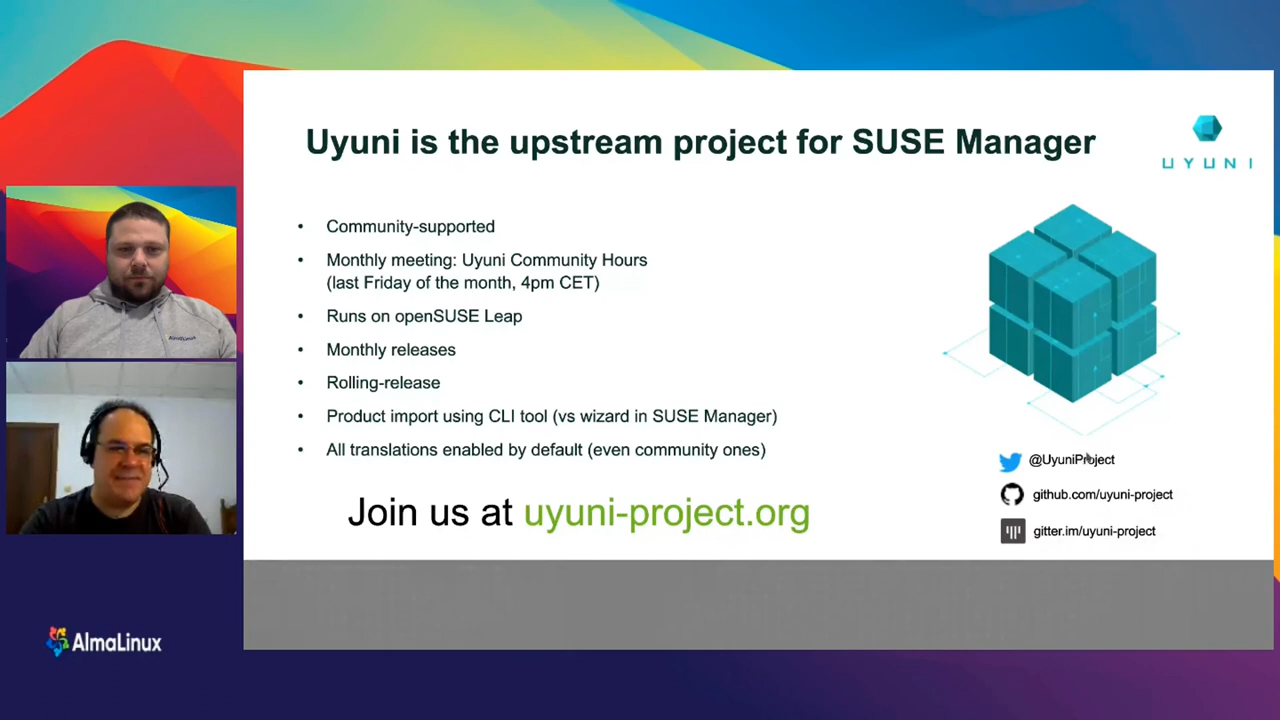 Uyuni is the upstream project for SUSE Manager
UYUNI
• Community-supported
• Monthly meeting: Uyuni Community Hours
(last Friday of the month, 4pm CET)
• Runs on openSUSE Leap
• Monthly releases
• Rolling-release
• Product import using CLI tool (vs wizard in SUSE Manager)
• All translations enabled by default (even community ones)
Join us at uyuni-project.org
@UyuniProject
github.com/uyuni-project
gitter.im/uyuni-project
AlmaLinux
AlmaLinux